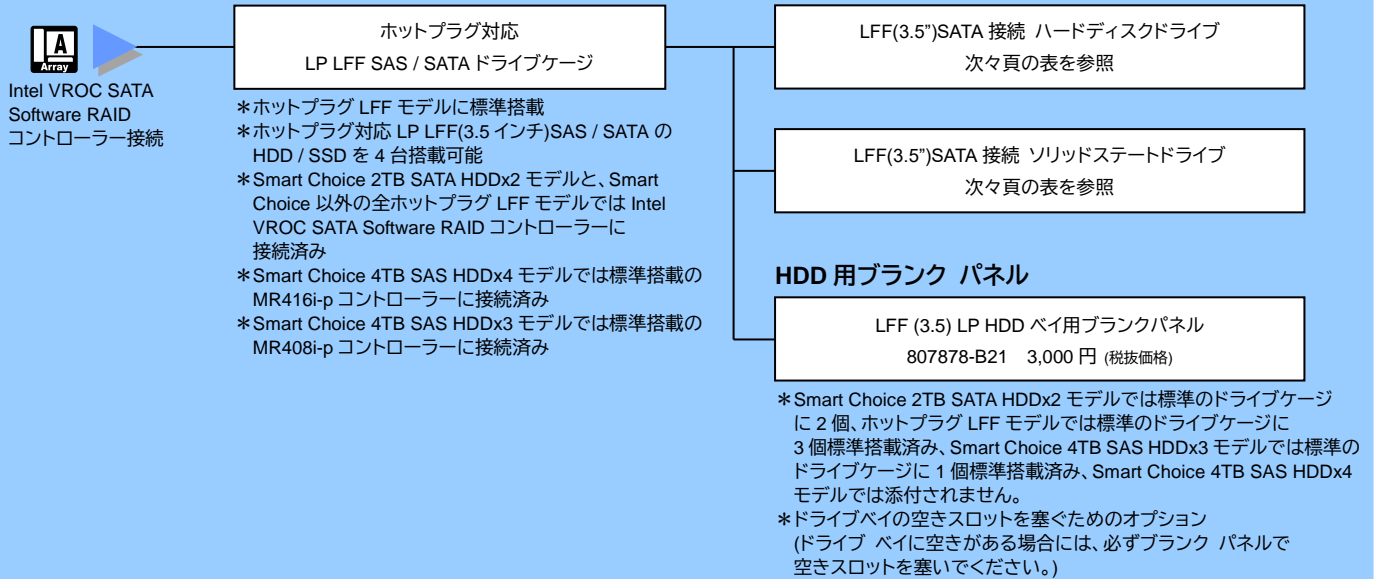 A
Array
Intel VROC SATA
Software RAID
コントローラー接続
ホットプラグ対応
LP LFF SAS / SATA ドライブケージ
＊ホットプラグ LFF モデルに標準搭載
＊ホットプラグ対応 LP LFF(3.5 インチ)SAS / SATA の
HDD / SSD を 4 台搭載可能
＊Smart Choice 2TB SATA HDDx2 モデルと、Smart
Choice 以外の全ホットプラグ LFF モデルでは Intel
VROC SATA Software RAID コントローラーに
接続済み
＊Smart Choice 4TB SAS HDDx4 モデルでは標準搭載の
MR416i-p コントローラーに接続済み
＊Smart Choice 4TB SAS HDDx3 モデルでは標準搭載の
MR408i-p コントローラーに接続済み
LFF(3.5”)SATA 接続 ハードディスクドライブ
次々頁の表を参照
LFF(3.5”)SATA 接続 ソリッドステートドライブ
次々頁の表を参照
HDD 用ブランク パネル
LFF (3.5) LP HDD ベイ用ブランクパネル
807878-B21 3,000 円 (税抜価格)
＊Smart Choice 2TB SATA HDDx2 モデルでは標準のドライブケージ
に 2 個、ホットプラグ LFF モデルでは標準のドライブケージに
3 個標準搭載済み、Smart Choice 4TB SAS HDDx3 モデルでは標準の
ドライブケージに 1 個標準搭載済み、Smart Choice 4TB SAS HDDx4
モデルでは添付されません。
＊ドライブベイの空きスロットを塞ぐためのオプション
(ドライブ ベイに空きがある場合には、必ずブランク パネルで
空きスロットを塞いでください。)